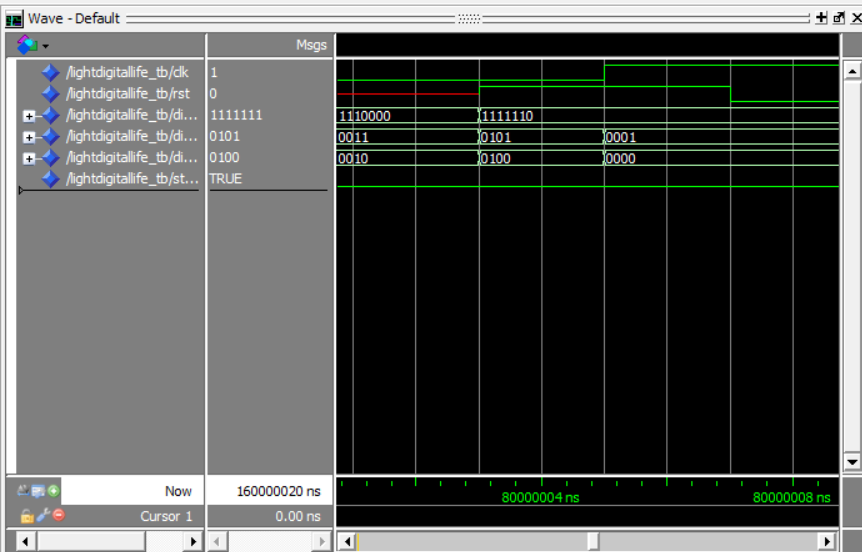 Wave - Default
Msgs
/lightdigitallife_tb/clk 1
/lightdigitallife_tb/rst 0
/lightdigitallife_tb/di... 1111111 1110000 1111110
/lightdigitallife_tb/di... 0101 0011 0101 0001
/lightdigitallife_tb/di... 0100 0010 0100 0000
/lightdigitallife_tb/st... TRUE
Now 160000020 ns 80000004 ns 80000008 ns
Cursor 1 0.00 ns